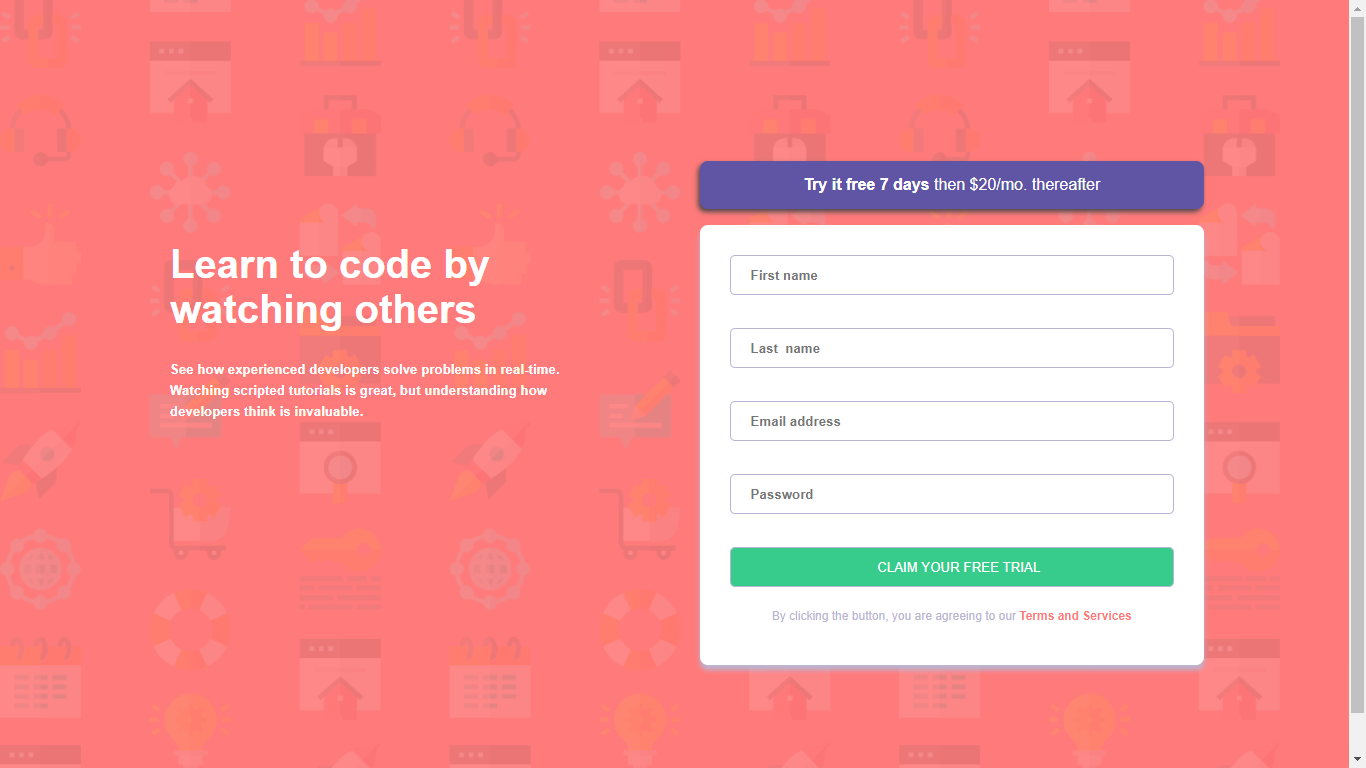 Learn to code by
watching others
See how experienced developers solve problems in real-time.
Watching scripted tutorials is great, but understanding how
developers think is invaluable.
Try it free 7 days then $20/mo. thereafter
First name
Last  name
Email address
Password
CLAIM YOUR FREE TRIAL
By clicking the button, you are agreeing to our Terms and Services